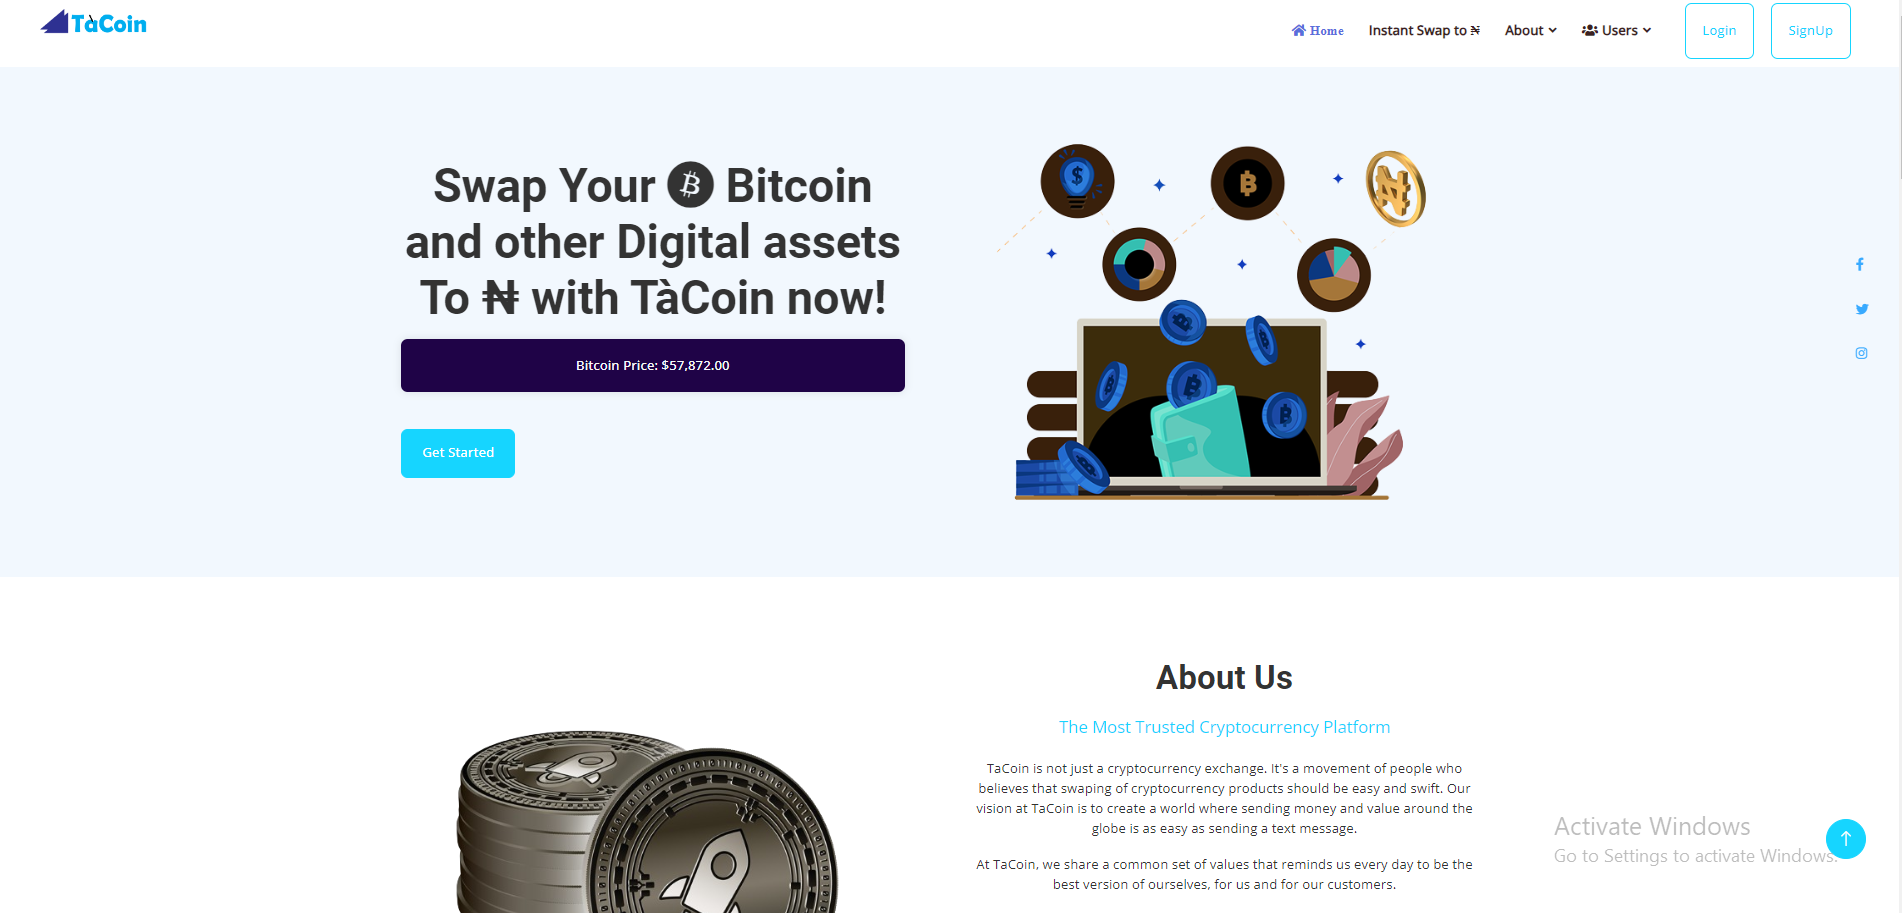 TàCoin
Home
Instant Swap to ₦
About
Users
Login
SignUp
Swap Your Bitcoin
and other Digital assets
To ₦ with TàCoin now!
Bitcoin Price: $57,872.00
Get Started
About Us
The Most Trusted Cryptocurrency Platform
TaCoin is not just a cryptocurrency exchange. It's a movement of people who
believes that swaping of cryptocurrency products should be easy and swift. Our
vision at TaCoin is to create a world where sending money and value around the
globe is as easy as sending a text message.
At TaCoin, we share a common set of values that reminds us every day to be the
best version of ourselves, for us and for our customers.
Activate Windows
Go to Settings to activate Windows.